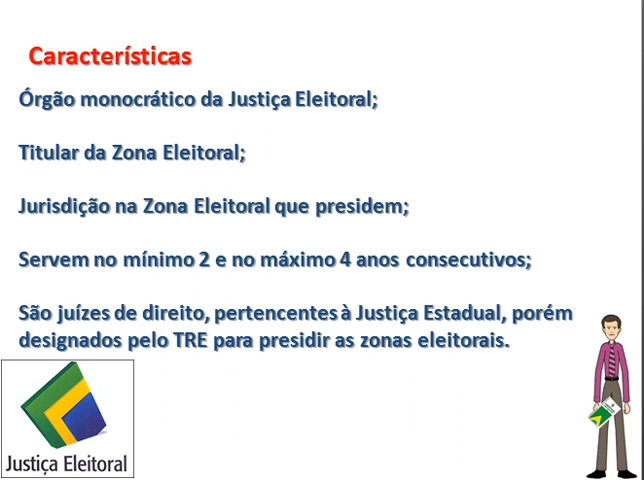 Características
Órgão monocrático da Justiça Eleitoral;
Titular da Zona Eleitoral;
Jurisdição na Zona Eleitoral que presidem;
Servem no mínimo 2 e no máximo 4 anos consecutivos;
São juízes de direito, pertencentes à Justiça Estadual, porém
designados pelo TRE para presidir as zonas eleitorais.
Justiça Eleitoral